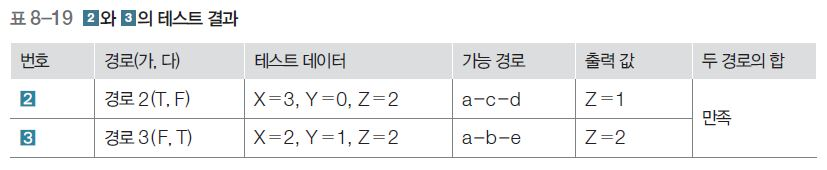 표 8-19 2와 3의 테스트 결과
번호 경로(가, 다) 테스트 데이터 가능 경로 출력 값 두 경로의 합
2 경로 2(T, F) X=3, Y=0, Z=2 a-c-d Z=1
만족
3 경로 3(F, T) X=2, Y=1, Z=2 a-b-e Z=2